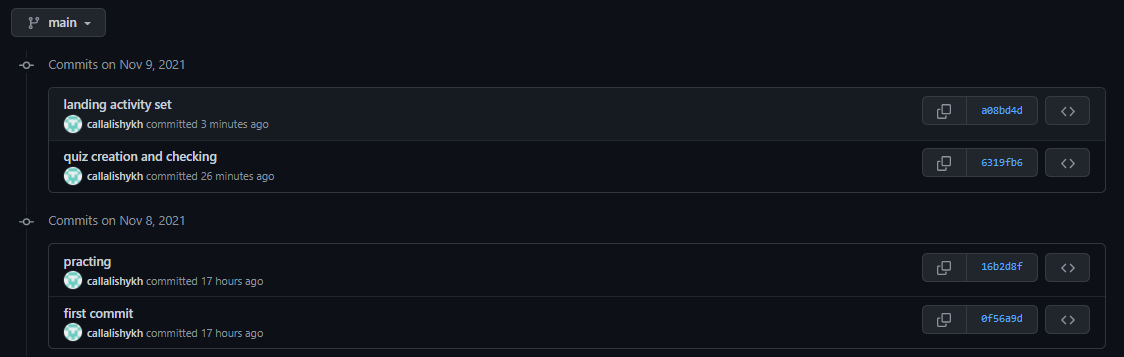 main
Commits on Nov 9, 2021
landing activity set
callalishykh committed 3 minutes ago
a08bd4d
quiz creation and checking
callalishykh committed 26 minutes ago
6319fb6
Commits on Nov 8, 2021
practing
callalishykh committed 17 hours ago
16b2d8f
first commit
callalishykh committed 17 hours ago
0f56a9d